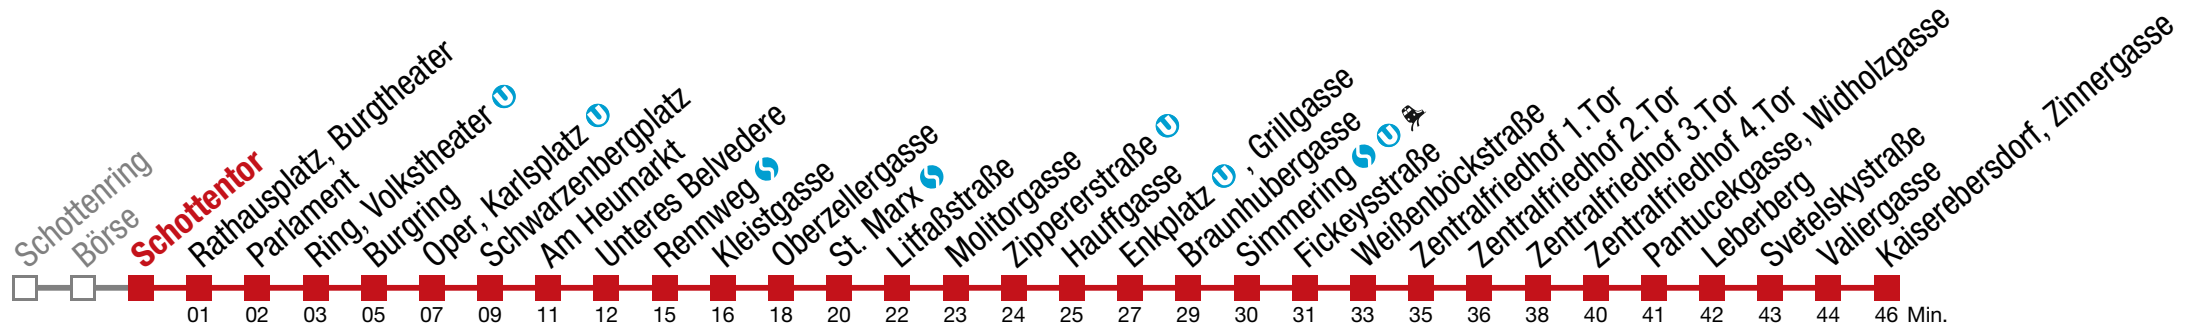 Schottenring
Börse
Schottentor
Rathausplatz, Burgtheater
Parlament
Ring, Volkstheater U
Burgring
Oper, Karlsplatz U
Schwarzenbergplatz
Am Heumarkt
Unteres Belvedere
Rennweg S
Kleistgasse
Oberzellergasse
St. Marx S
Litfaßstraße
Molitorgasse
Zippererstraße U
Hauffgasse
Enkplatz U , Grillgasse
Braunhubergasse
Simmering S U
Fickeysstraße
Weißenböckstraße
Zentralfriedhof 1.Tor
Zentralfriedhof 2.Tor
Zentralfriedhof 3.Tor
Zentralfriedhof 4.Tor
Pantucekgasse, Widholzgasse
Leberberg
Svetelskystraße
Valiergasse
Kaiserebersdorf, Zinnergasse
01 02 03 05 07 09 11 12 15 16 18 20 22 23 24 25 27 29 30 31 33 35 36 38 40 41 42 43 44 46 Min.